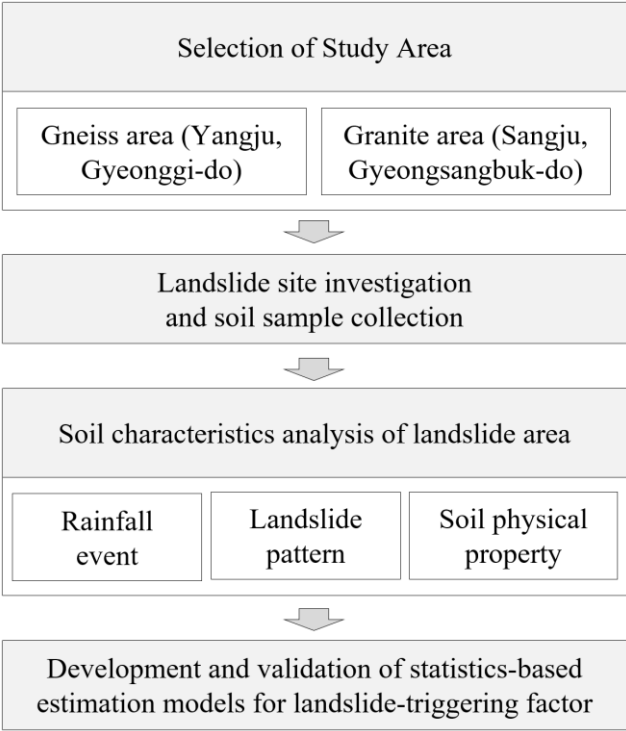 Selection of Study Area
Gneiss area (Yangju,
Gyeonggi-do)
Granite area (Sangju,
Gyeongsangbuk-do)
Landslide site investigation
and soil sample collection
Soil characteristics analysis of landslide area
Rainfall
event
Landslide
pattern
Soil physical
property
Development and validation of statistics-based
estimation models for landslide-triggering factor